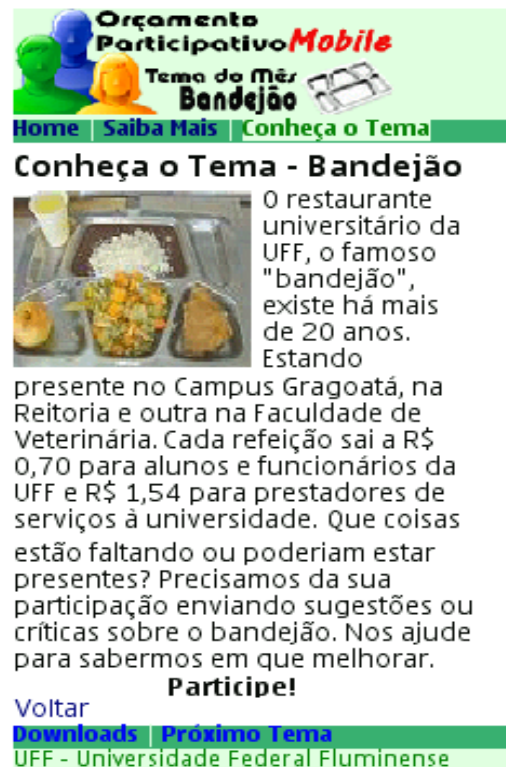 Orçamento
Participativo Mobile
Tema do Mês
Bandejão
Home | Saiba Mais | Conheça o Tema
Conheça o Tema - Bandejão
O restaurante
universitário da
UFF, o famoso
"bandejão",
existe há mais
de 20 anos.
Estando
presente no Campus Gragoatá, na
Reitoria e outra na Faculdade de
Veterinária. Cada refeição sai a R$
0,70 para alunos e funcionários da
UFF e R$ 1,54 para prestadores de
serviços à universidade. Que coisas
estão faltando ou poderiam estar
presentes? Precisamos da sua
participação enviando sugestões ou
críticas sobre o bandejão. Nos ajude
para sabermos em que melhorar.
Participe!
Voltar
Downloads | Próximo Tema
UFF - Universidade Federal Fluminense